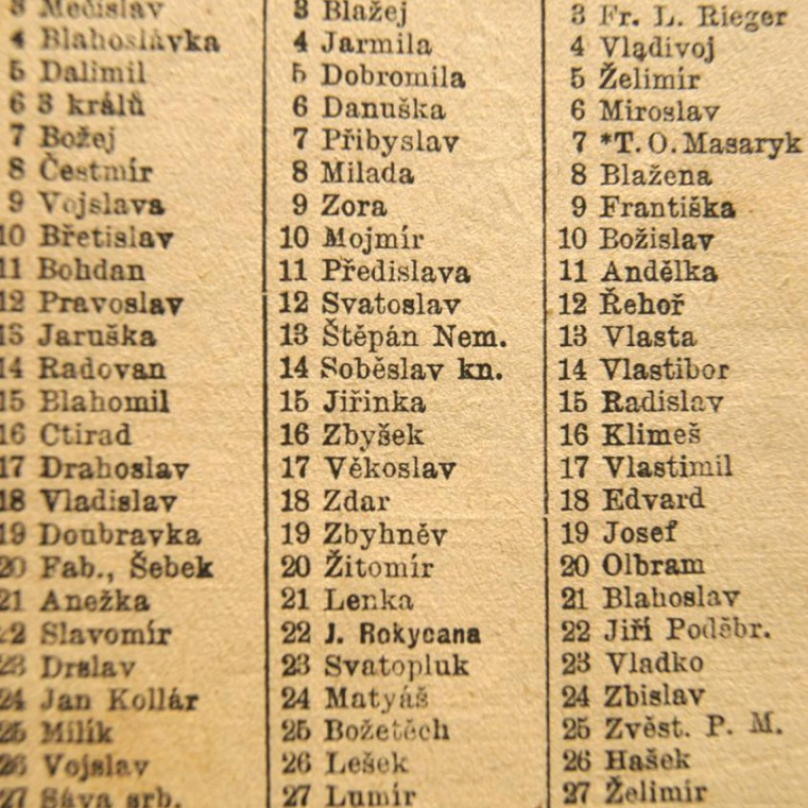 3 Mečislav
4 Blahoslávka
5 Dalimil
6 3 králů
7 Božej
8 Čestmír
9 Vojslava
10 Břetislav
11 Bohdan
12 Pravoslav
13 Jaruška
14 Radovan
15 Blahomil
16 Ctirad
17 Drahoslav
18 Vladislav
19 Doubravka
20 Fab., Šebek
21 Anežka
22 Slavomír
23 Drslav
24 Jan Kollár
25 Milík
26 Vojslav
27 Sáva srb.
3 Blažej
4 Jarmila
5 Dobromila
6 Danuška
7 Přibyslav
8 Milada
9 Zora
10 Mojmír
11 Předislava
12 Svatoslav
13 Štěpán Nem.
14 Soběslav kn.
15 Jiřinka
16 Zbyšek
17 Věkoslav
18 Zdar
19 Zbyhněv
20 Žitomír
21 Lenka
22 J. Rokycana
23 Svatopluk
24 Matyáš
25 Božetěch
26 Lešek
27 Lumír
3 Fr. L. Rieger
4 Vladivoj
5 Želimír
6 Miroslav
7 *T. O. Masaryk
8 Blažena
9 Františka
10 Božislav
11 Andělka
12 Řehoř
13 Vlasta
14 Vlastibor
15 Radislav
16 Klimeš
17 Vlastimil
18 Edvard
19 Josef
20 Olbram
21 Blahoslav
22 Jiří Poděbr.
23 Vladko
24 Zbislav
25 Zvěst. P. M.
26 Hašek
27 Želimír